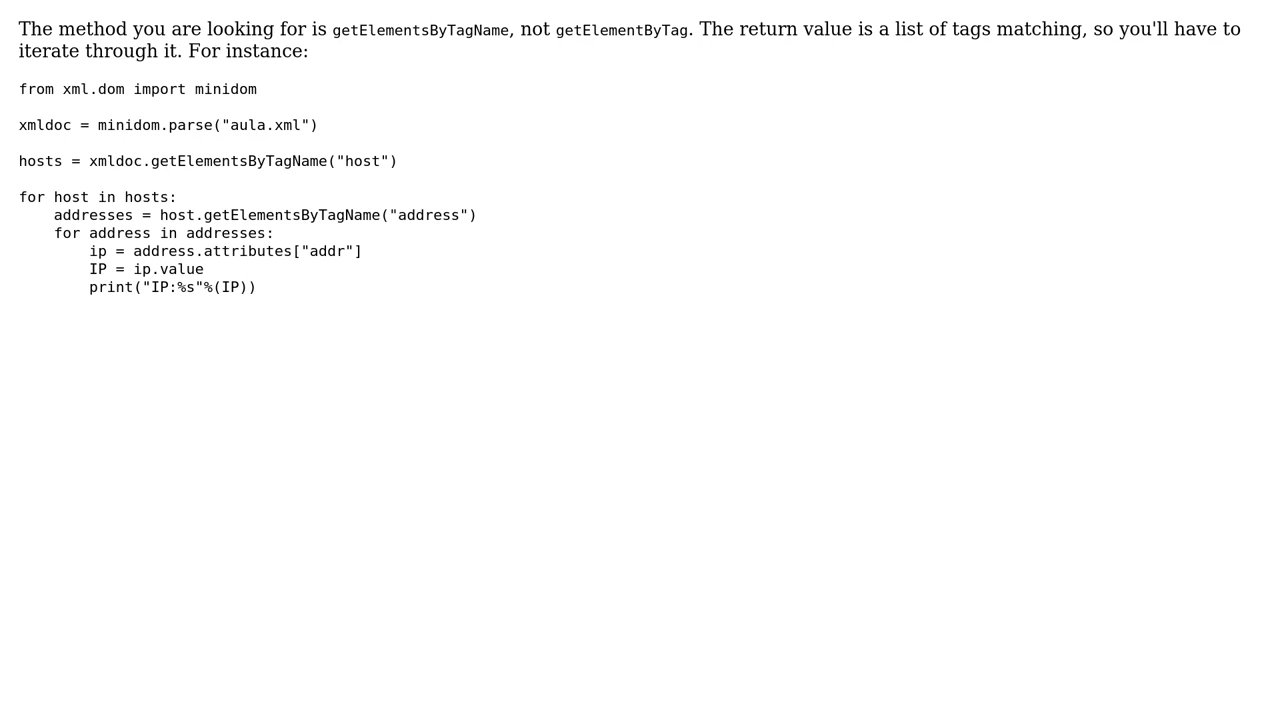 The method you are looking for is getElementsByTagName, not getElementByTag. The return value is a list of tags matching, so you'll have to
iterate through it. For instance:
from xml.dom import minidom
xmldoc = minidom.parse("aula.xml")
hosts = xmldoc.getElementsByTagName("host")
for host in hosts:
    addresses = host.getElementsByTagName("address")
    for address in addresses:
        ip = address.attributes["addr"]
        IP = ip.value
        print("IP:%s"%(IP))